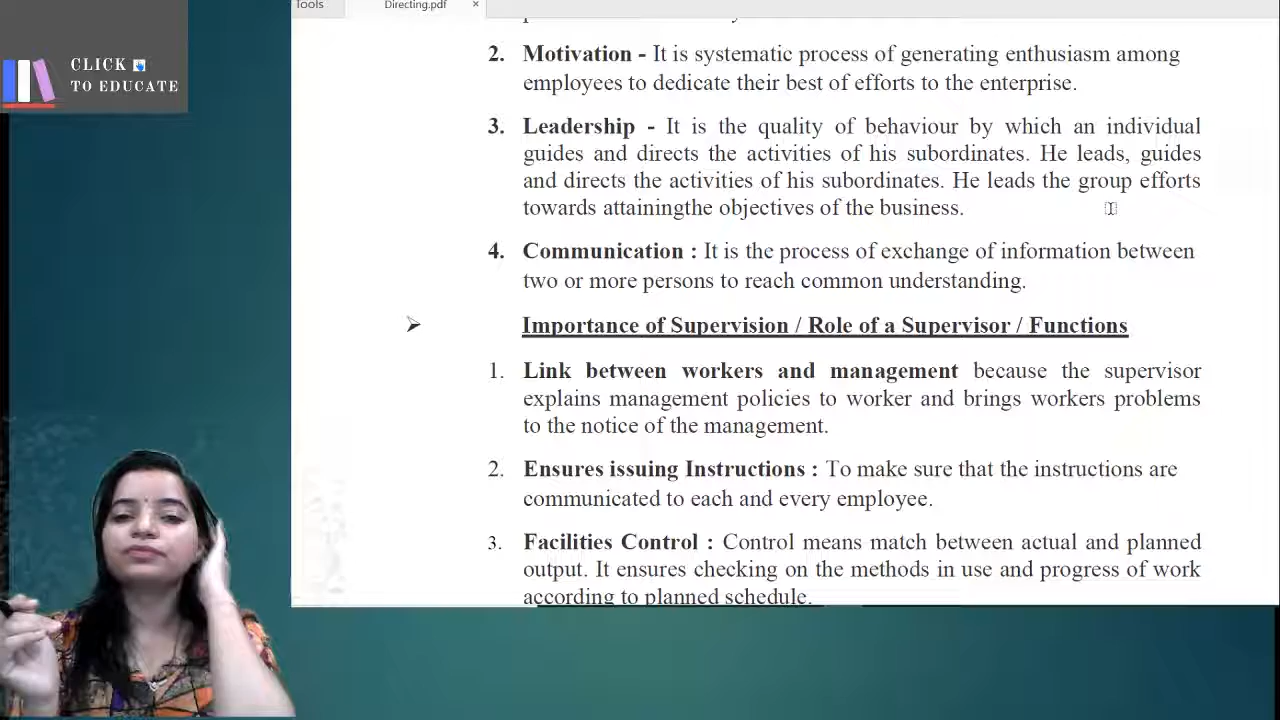 Tools
Directing.pdf
×
CLICK
TO EDUCATE
2. Motivation - It is systematic process of generating enthusiasm among
employees to dedicate their best of efforts to the enterprise.
3. Leadership - It is the quality of behaviour by which an individual
guides and directs the activities of his subordinates. He leads, guides
and directs the activities of his subordinates. He leads the group efforts
towards attainingthe objectives of the business.
4. Communication : It is the process of exchange of information between
two or more persons to reach common understanding.
➢ Importance of Supervision / Role of a Supervisor / Functions
1. Link between workers and management because the supervisor
explains management policies to worker and brings workers problems
to the notice of the management.
2. Ensures issuing Instructions : To make sure that the instructions are
communicated to each and every employee.
3. Facilities Control : Control means match between actual and planned
output. It ensures checking on the methods in use and progress of work
according to planned schedule.